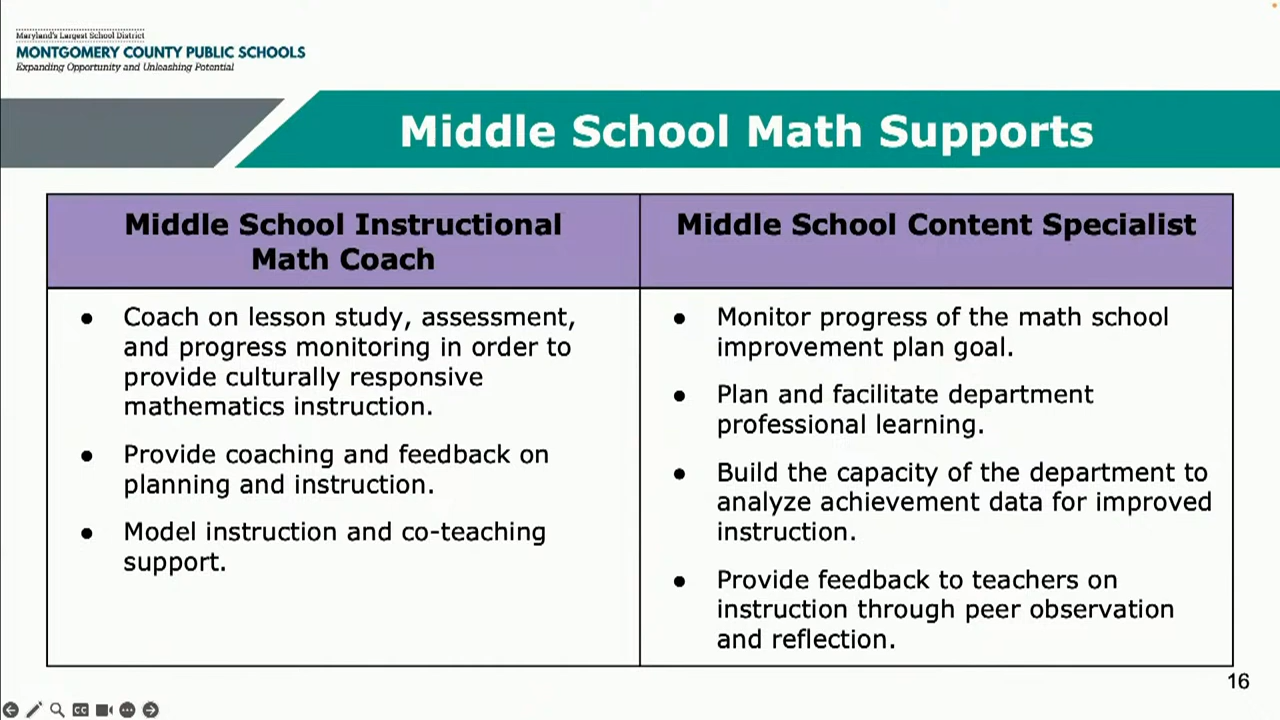 Maryland's Largest School District
MONTGOMERY COUNTY PUBLIC SCHOOLS
Expanding Opportunity and Unleashing Potential
Middle School Math Supports
Middle School Instructional
Math Coach
● Coach on lesson study, assessment,
and progress monitoring in order to
provide culturally responsive
mathematics instruction.
● Provide coaching and feedback on
planning and instruction.
● Model instruction and co-teaching
support.
Middle School Content Specialist
● Monitor progress of the math school
improvement plan goal.
● Plan and facilitate department
professional learning.
● Build the capacity of the department to
analyze achievement data for improved
instruction.
● Provide feedback to teachers on
instruction through peer observation
and reflection.
16
CC